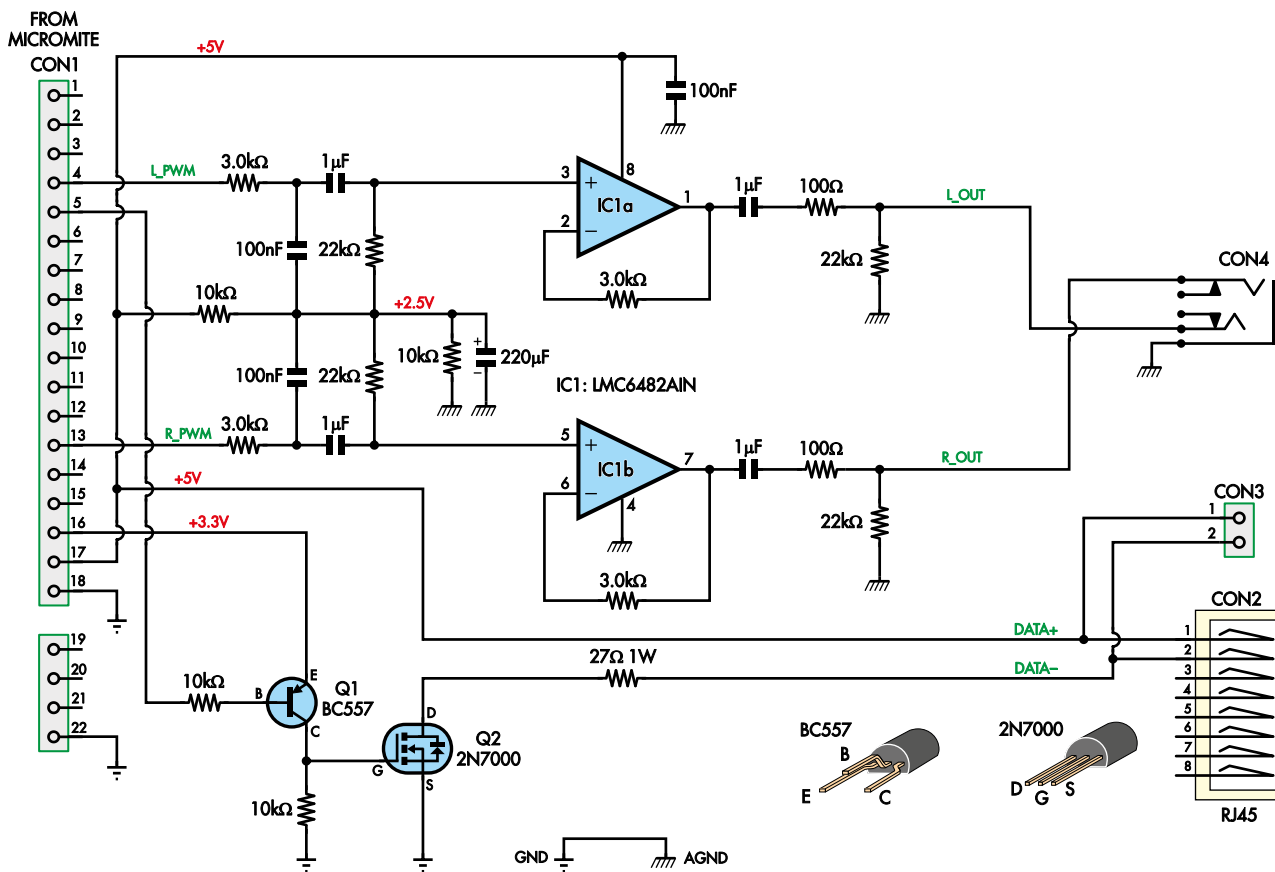 FROM
MICROMITE
CON1
1
2
3
4
5
6
7
8
9
10
11
12
13
14
15
16
17
18
19
20
21
22
+5V
100nF
L_PWM
3.0kΩ
1µF
3
8
+
IC1a
1
2
−
1µF
100Ω
L_OUT
100nF
22kΩ
22kΩ
CON4
3.0kΩ
10kΩ
+2.5V
10kΩ
+
−
220µF
100nF
22kΩ
IC1: LMC6482AIN
R_PWM
3.0kΩ
1µF
5
+
IC1b
7
6
−
4
1µF
100Ω
R_OUT
22kΩ
3.0kΩ
+5V
+3.3V
CON3
1
2
CON2
DATA+
DATA−
27Ω 1W
1
2
3
4
5
6
7
8
RJ45
10kΩ
B
E
C
Q1
BC557
D
G
S
Q2
2N7000
10kΩ
BC557
B
E
C
2N7000
D
G
S
GND
AGND